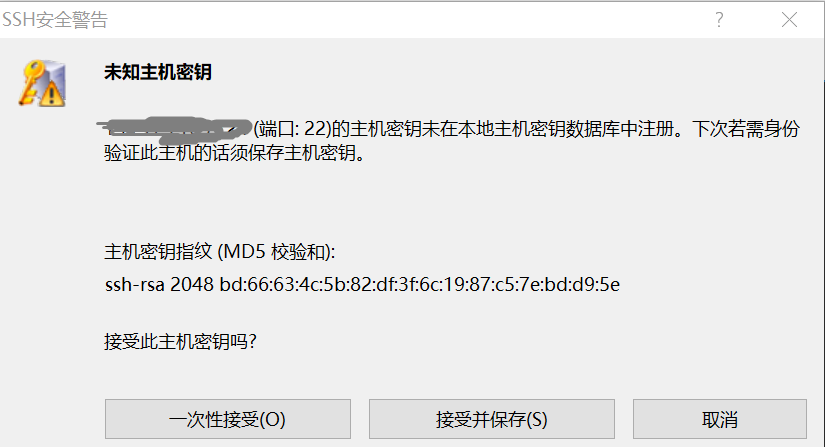 SSH安全警告
未知主机密钥
(端口: 22)的主机密钥未在本地主机密钥数据库中注册。下次若需身份
验证此主机的话须保存主机密钥。
主机密钥指纹 (MD5 校验和):
ssh-rsa 2048 bd:66:63:4c:5b:82:df:3f:6c:19:87:c5:7e:bd:d9:5e
接受此主机密钥吗?
一次性接受(O)
接受并保存(S)
取消